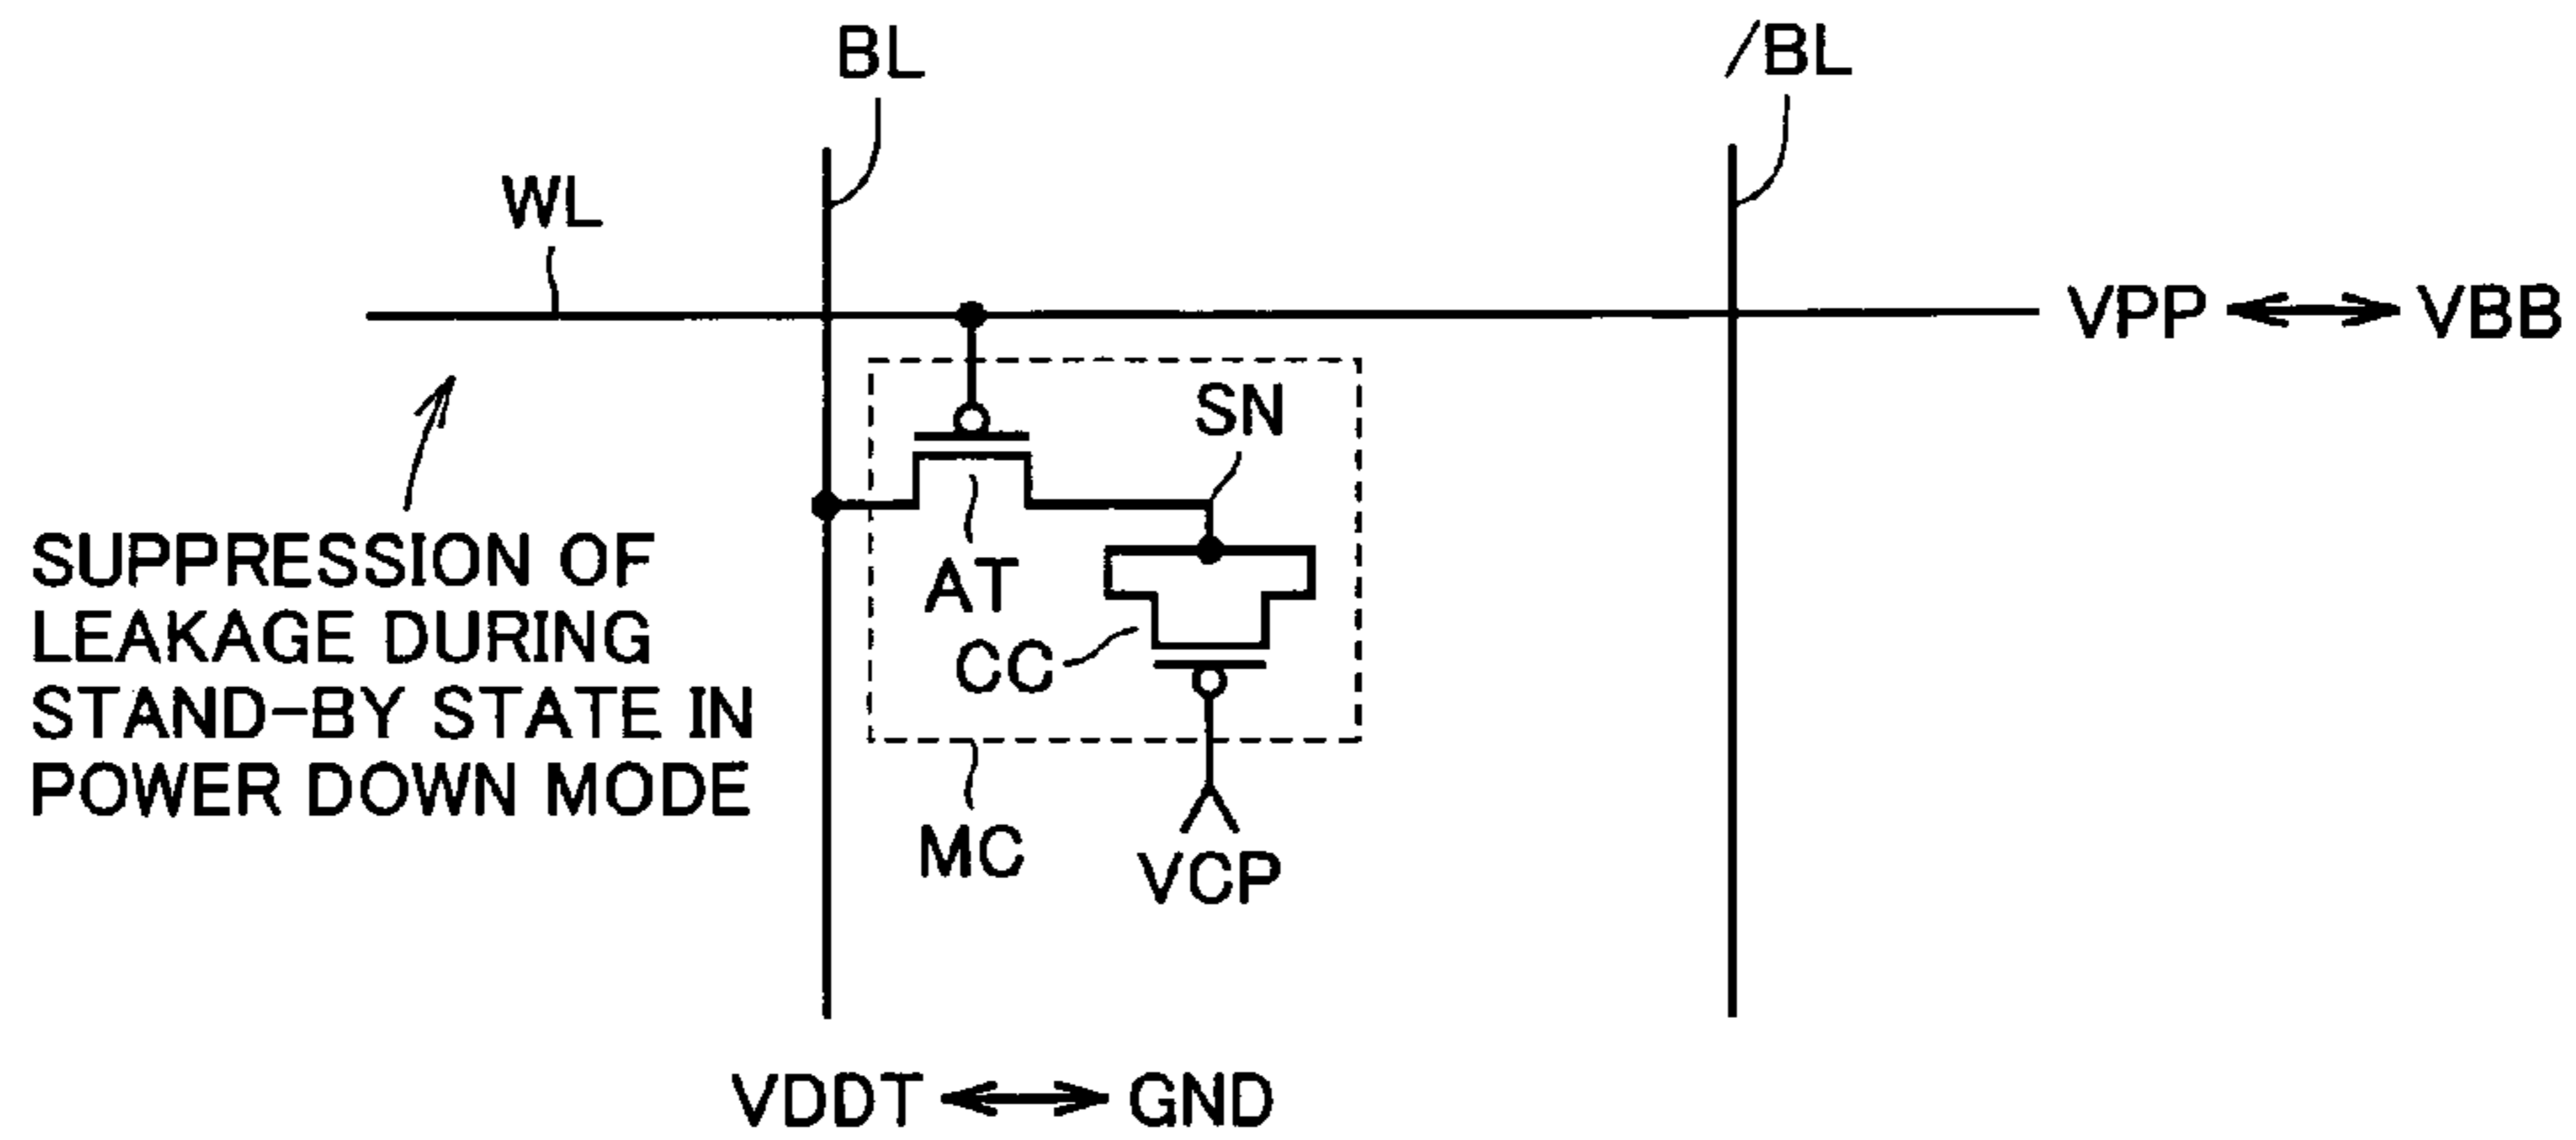 BL
/BL
WL
VPP ↔ VBB
SN
SUPPRESSION OF
LEAKAGE DURING
STAND-BY STATE IN
POWER DOWN MODE
AT
CC
MC
VCP
VDDT ↔ GND